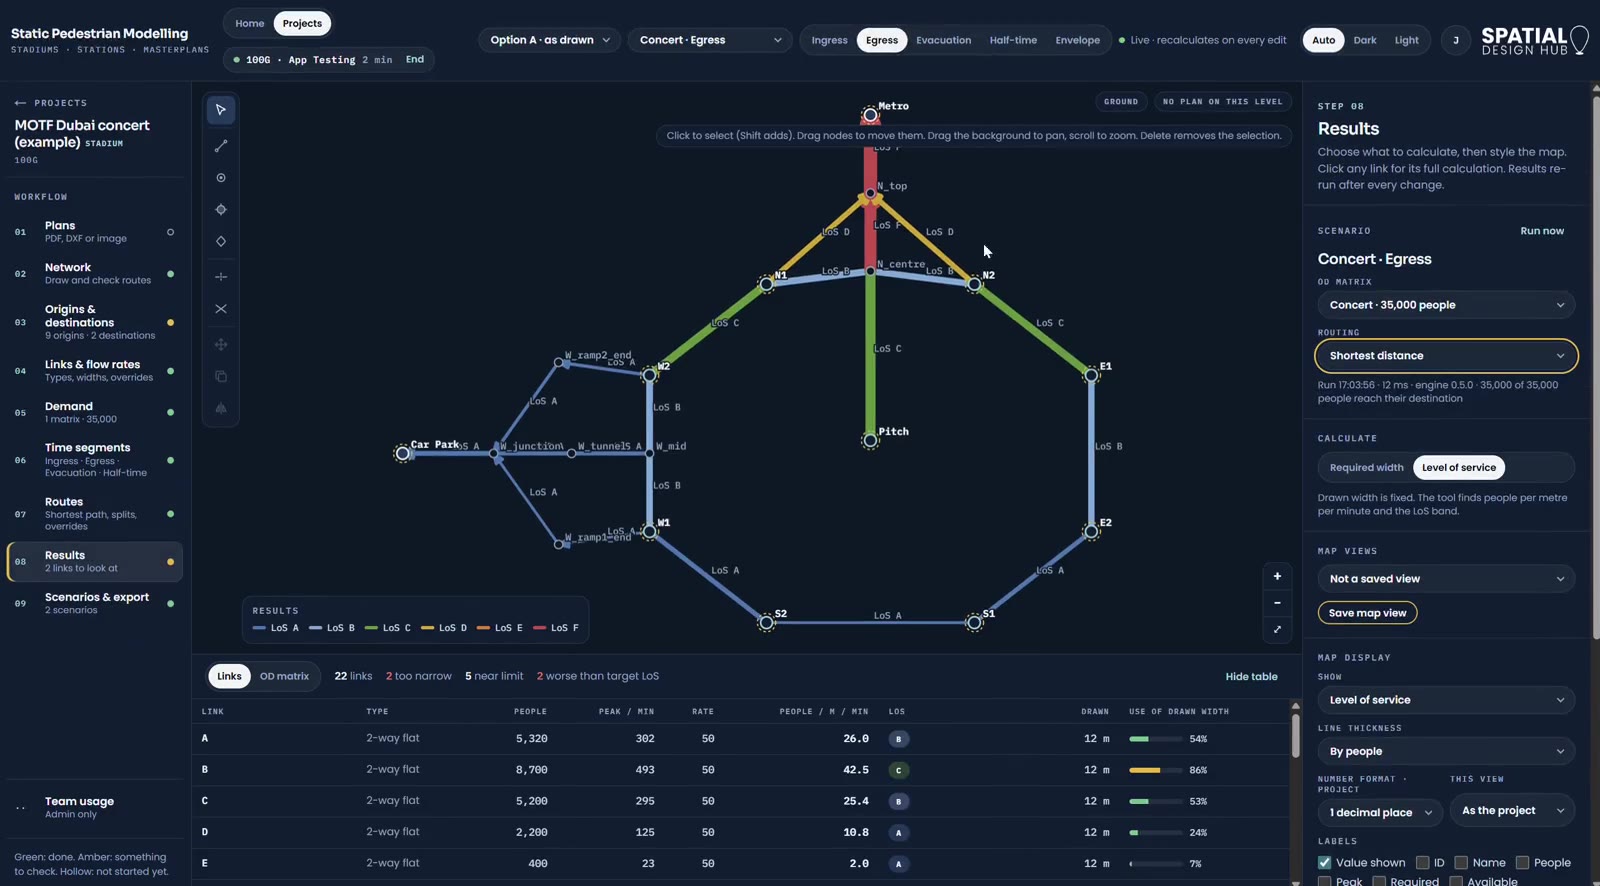 Static Pedestrian Modelling
STADIUMS · STATIONS · MASTERPLANS
Home Projects
100G · App Testing 2 min End
Option A · as drawn
Concert · Egress
Ingress Egress Evacuation Half-time Envelope
Live · recalculates on every edit
Auto Dark Light
J
SPATIAL
DESIGN HUB
← PROJECTS
MOTF Dubai concert
(example) STADIUM
100G
WORKFLOW
01 Plans
PDF, DXF or image
02 Network
Draw and check routes
03 Origins &
destinations
9 origins · 2 destinations
04 Links & flow rates
Types, widths, overrides
05 Demand
1 matrix · 35,000
06 Time segments
Ingress · Egress ·
Evacuation · Half-time
07 Routes
Shortest path, splits,
overrides
08 Results
2 links to look at
09 Scenarios & export
2 scenarios
Team usage
Admin only
Green: done. Amber: something
to check. Hollow: not started yet.
GROUND
NO PLAN ON THIS LEVEL
Click to select (Shift adds). Drag nodes to move them. Drag the background to pan, scroll to zoom. Delete removes the selection.
Metro
N_top
LoS D
LoS F
LoS D
N_centre
N1
LoS B
LoS B
N2
LoS C
LoS C
LoS C
W_ramp2_end
LoS A
W2
E1
LoS A
LoS B
Pitch
Car Park
W_junction
W_tunnel
W_mid
LoS B
LoS A
LoS B
W1
E2
W_ramp1_end
LoS A
LoS A
LoS A
S2
LoS A
S1
RESULTS
LoS A LoS B LoS C LoS D LoS E LoS F
Links OD matrix 22 links 2 too narrow 5 near limit 2 worse than target LoS
Hide table
LINK TYPE PEOPLE PEAK / MIN RATE PEOPLE / M / MIN LOS DRAWN USE OF DRAWN WIDTH
A 2-way flat 5,320 302 50 26.0 B 12 m 54%
B 2-way flat 8,700 493 50 42.5 C 12 m 86%
C 2-way flat 5,200 295 50 25.4 B 12 m 53%
D 2-way flat 2,200 125 50 10.8 A 12 m 24%
E 2-way flat 400 23 50 2.0 A 12 m 7%
STEP 08
Results
Choose what to calculate, then style the map.
Click any link for its full calculation. Results re-
run after every change.
SCENARIO
Run now
Concert · Egress
OD MATRIX
Concert · 35,000 people
ROUTING
Shortest distance
Run 17:03:56 · 12 ms · engine 0.5.0 · 35,000 of 35,000
people reach their destination
CALCULATE
Required width Level of service
Drawn width is fixed. The tool finds people per metre
per minute and the LoS band.
MAP VIEWS
Not a saved view
Save map view
MAP DISPLAY
SHOW
Level of service
LINE THICKNESS
By people
NUMBER FORMAT ·
PROJECT
THIS VIEW
1 decimal place
As the project
LABELS
Value shown ID Name People
Peak Required Available